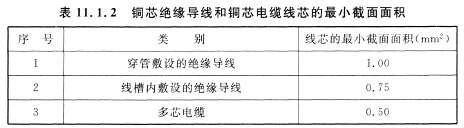 表 11.1.2 铜芯绝缘导线和铜芯电缆线芯的最小截面面积
序 号 类 别 线芯的最小截面面积(mm²)
1 穿管敷设的绝缘导线 1.00
2 线槽内敷设的绝缘导线 0.75
3 多芯电缆 0.50